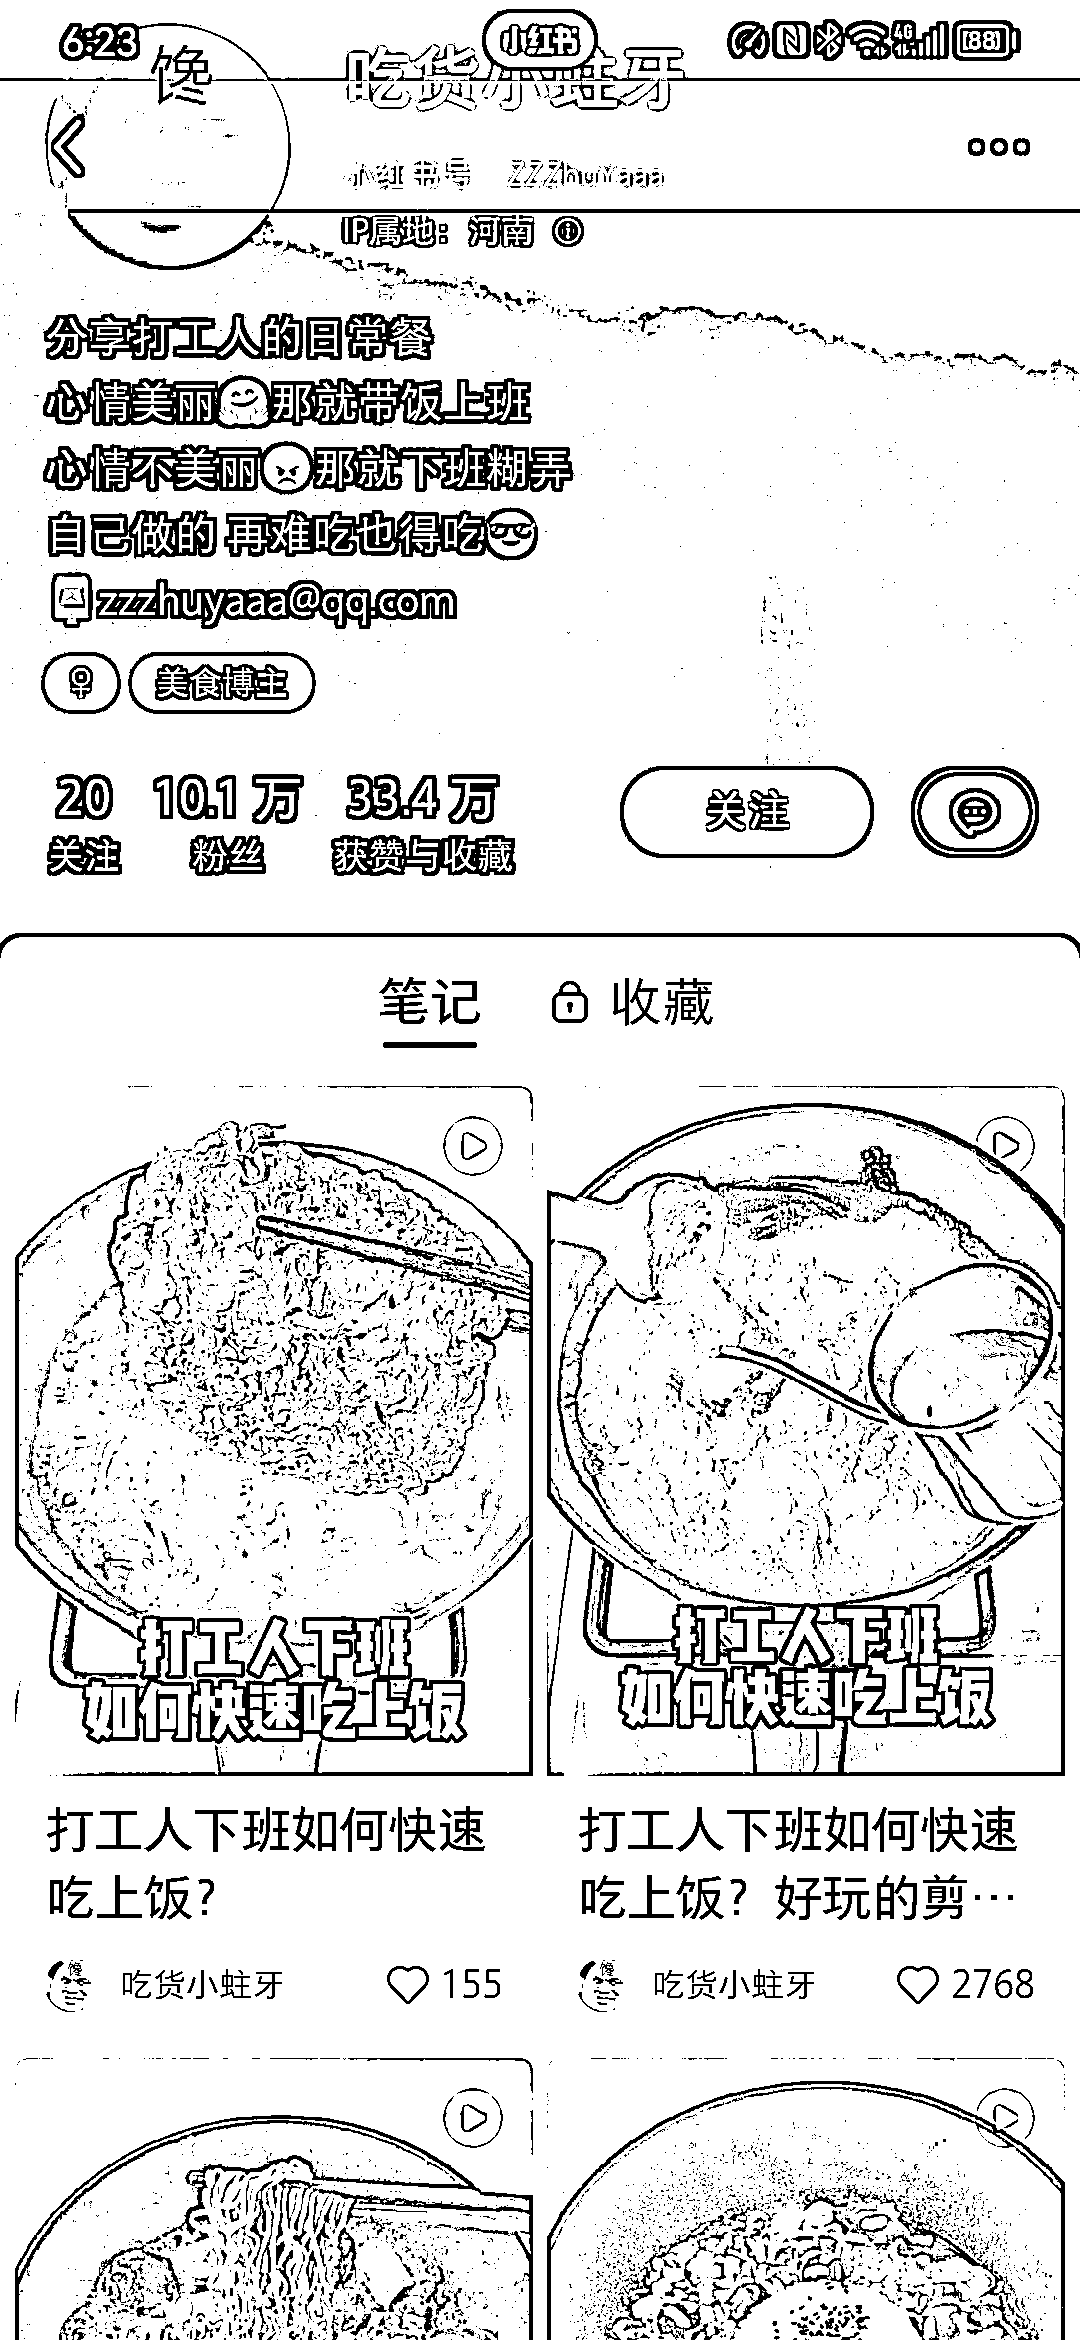 6:23 小红书 4G 88
馋
吃货小蛀牙
小红书号 ZZZhuYaaa
IP属地：河南
分享打工人的日常餐
心情美丽🤗那就带饭上班
心情不美丽😡那就下班糊弄
自己做的 再难吃也得吃😎
zzzhuyaaa@qq.com
美食博主
20 10.1万 33.4万
关注 粉丝 获赞与收藏
关注
笔记 收藏
打工人下班
如何快速吃上饭
打工人下班
如何快速吃上饭
打工人下班如何快速
吃上饭?
打工人下班如何快速
吃上饭? 好玩的剪…
吃货小蛀牙 155
吃货小蛀牙 2768